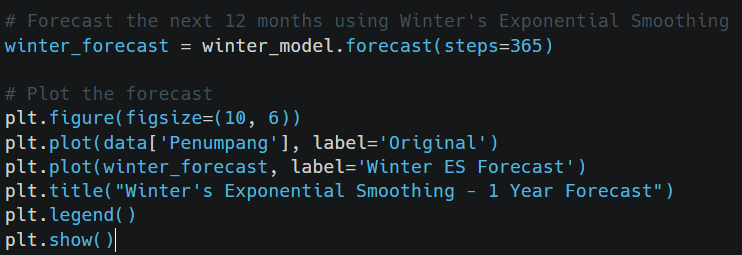 # Forecast the next 12 months using Winter's Exponential Smoothing
winter_forecast = winter_model.forecast(steps=365)
# Plot the forecast
plt.figure(figsize=(10, 6))
plt.plot(data['Penumpang'], label='Original')
plt.plot(winter_forecast, label='Winter ES Forecast')
plt.title("Winter's Exponential Smoothing - 1 Year Forecast")
plt.legend()
plt.show()